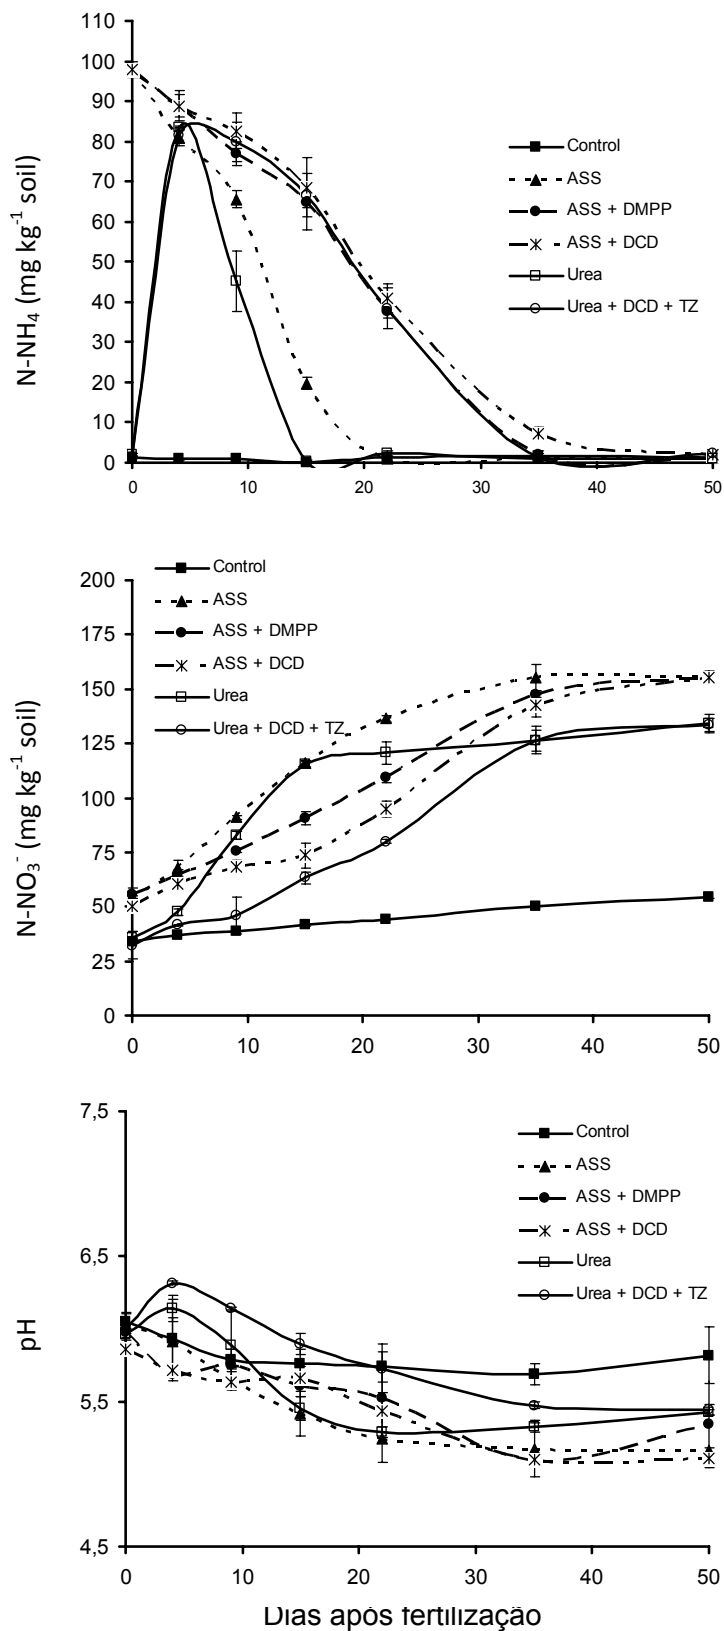 110
100
90
80
70
60
50
40
30
20
10
0
N-NH4 (mg kg-1 soil)
Control
ASS
ASS + DMPP
ASS + DCD
Urea
Urea + DCD + TZ
0 10 20 30 40 50
200
175
150
125
100
75
50
25
0
N-NO3- (mg kg-1 soil)
Control
ASS
ASS + DMPP
ASS + DCD
Urea
Urea + DCD + TZ
0 10 20 30 40 50
7,5
6,5
5,5
4,5
pH
Control
ASS
ASS + DMPP
ASS + DCD
Urea
Urea + DCD + TZ
0 10 20 30 40 50
Dias após fertilização